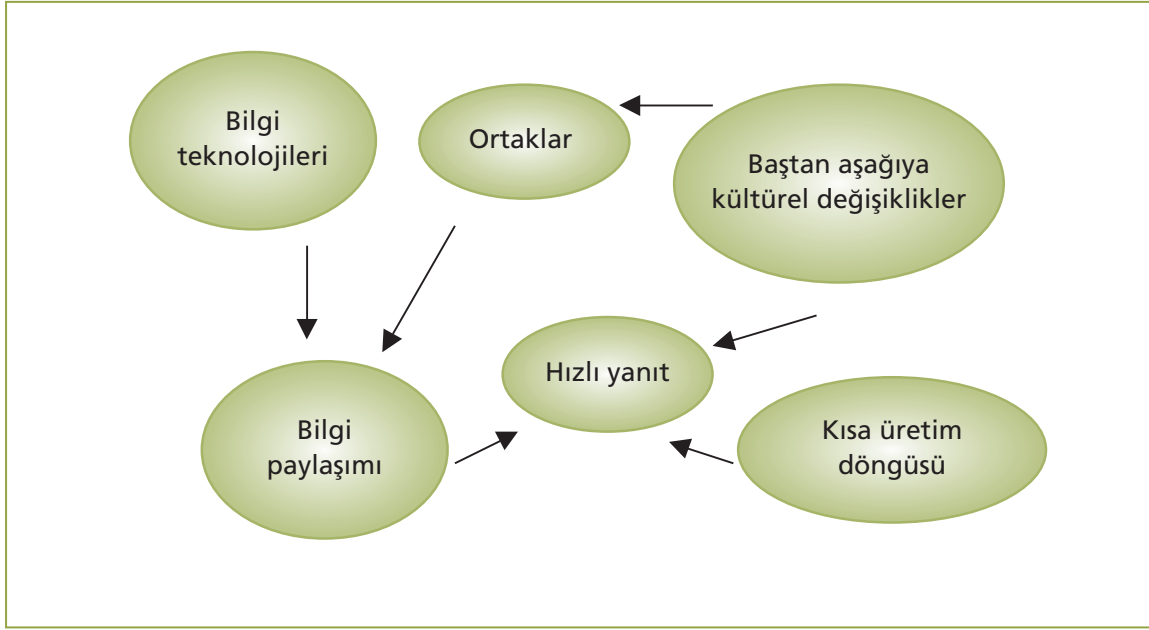 Bilgi
teknolojileri
Ortaklar
Baştan aşağıya
kültürel değişiklikler
Hızlı yanıt
Bilgi
paylaşımı
Kısa üretim
döngüsü